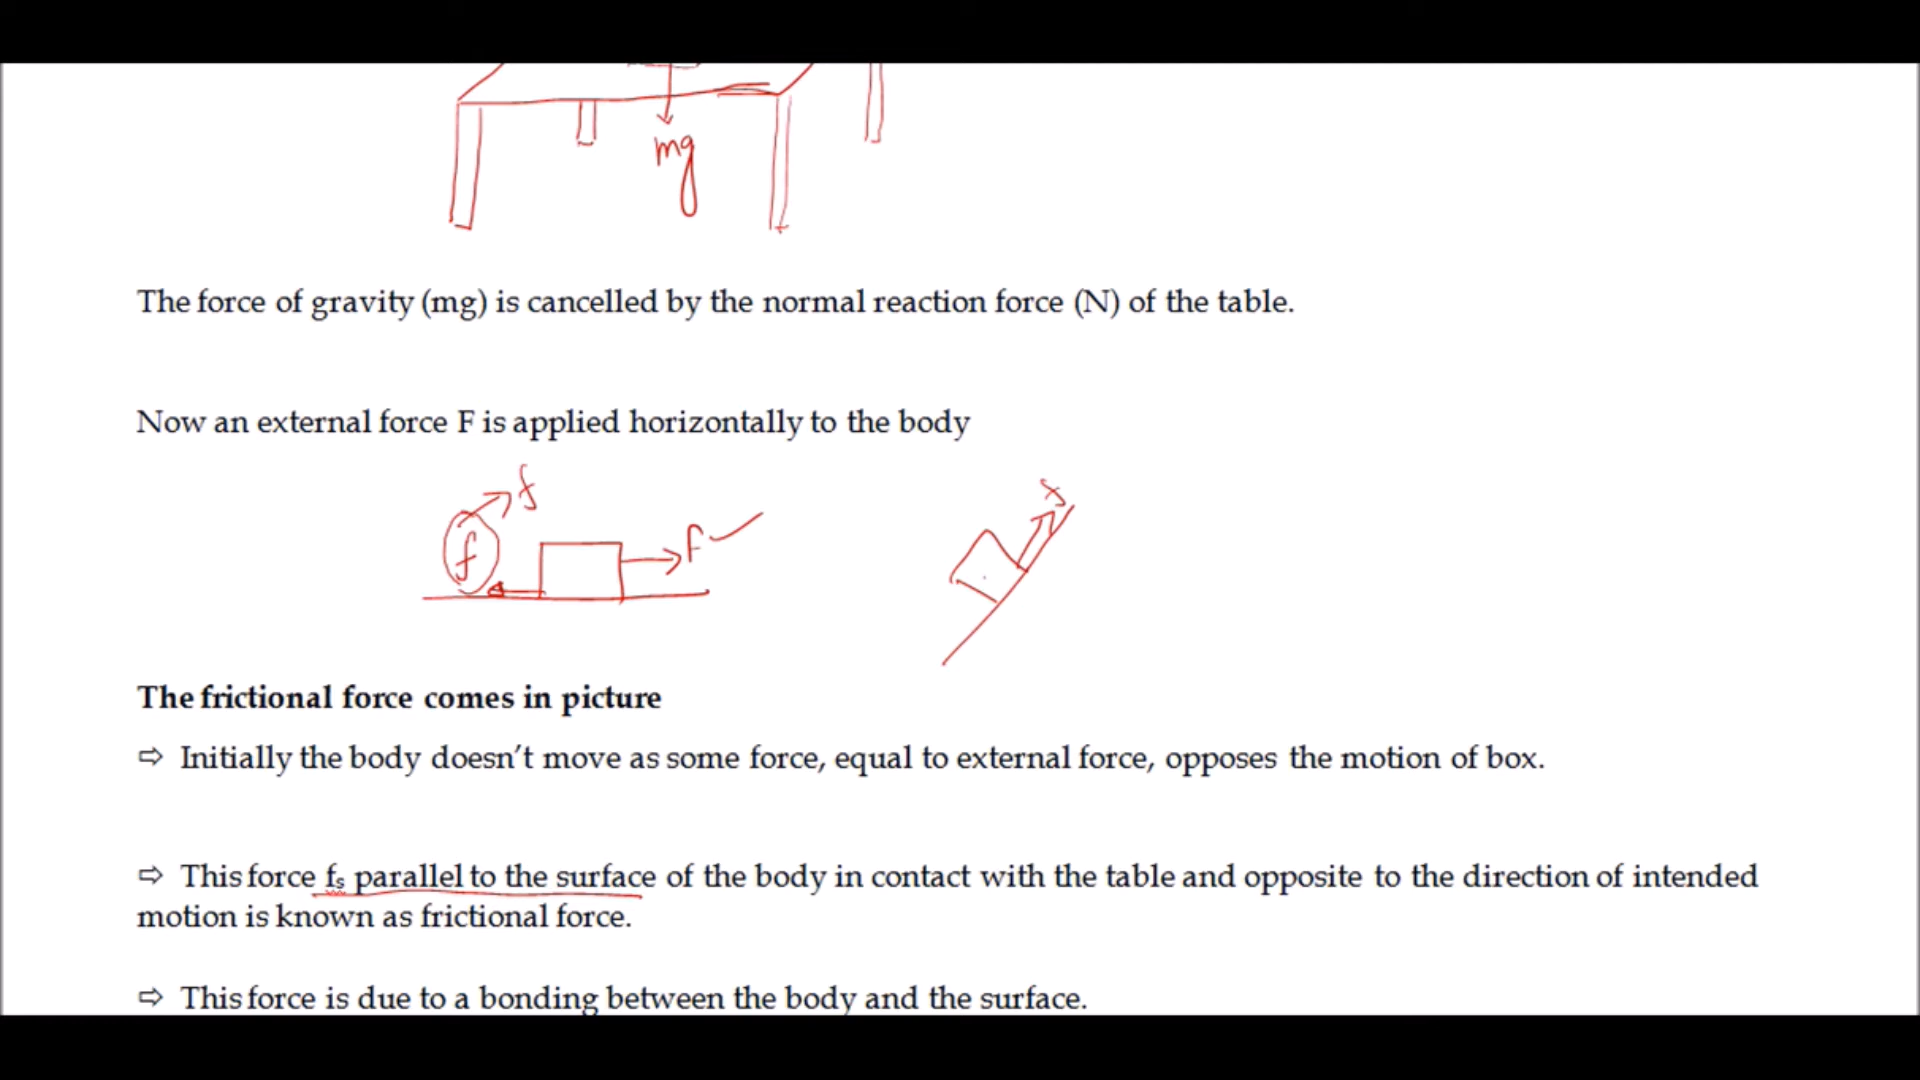 mg
The force of gravity (mg) is cancelled by the normal reaction force (N) of the table.
Now an external force F is applied horizontally to the body
f
f
F
f
The frictional force comes in picture
⇨ Initially the body doesn’t move as some force, equal to external force, opposes the motion of box.
⇨ This force fs parallel to the surface of the body in contact with the table and opposite to the direction of intended
motion is known as frictional force.
⇨ This force is due to a bonding between the body and the surface.